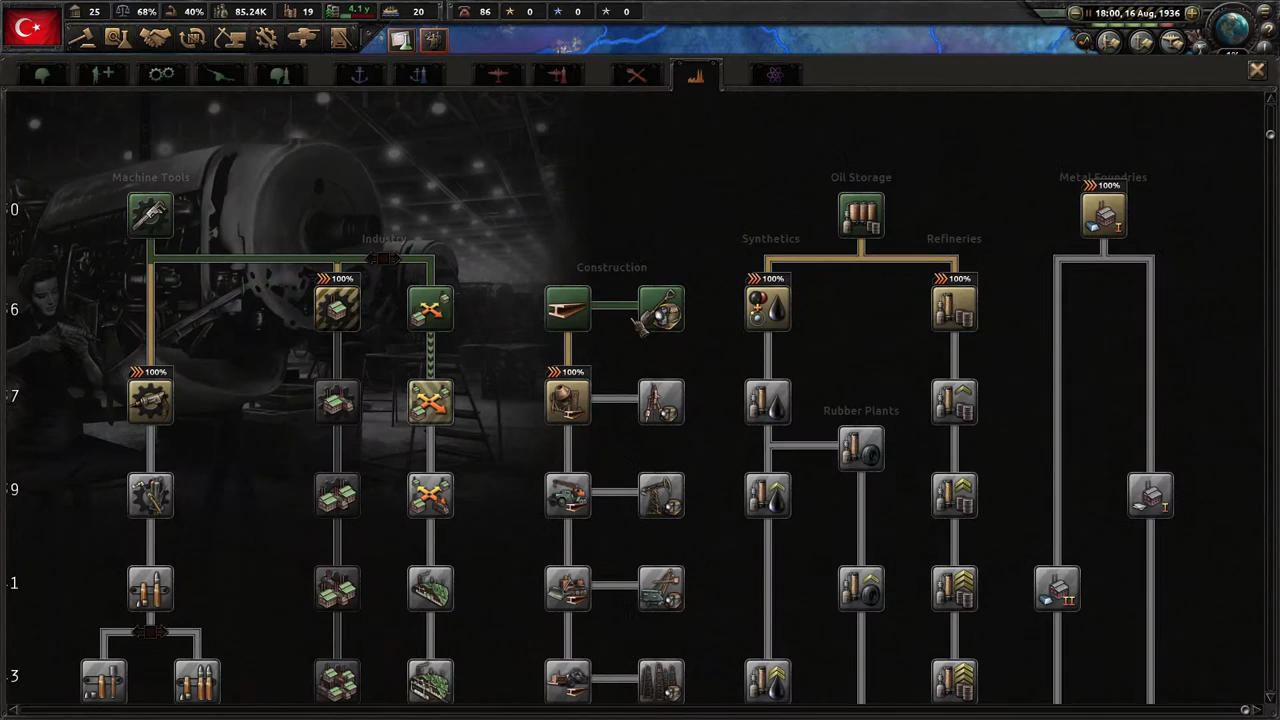 25 68% 40% 85.24K 19 4.1 y 20 86 0 0 0 18:00, 16 Aug, 1936
Machine Tools
Oil Storage
Metal Foundries
100%
Industry
Synthetics
Refineries
Construction
100%
100%
100%
I
6
100%
100%
7
Rubber Plants
9
I
1
II
3